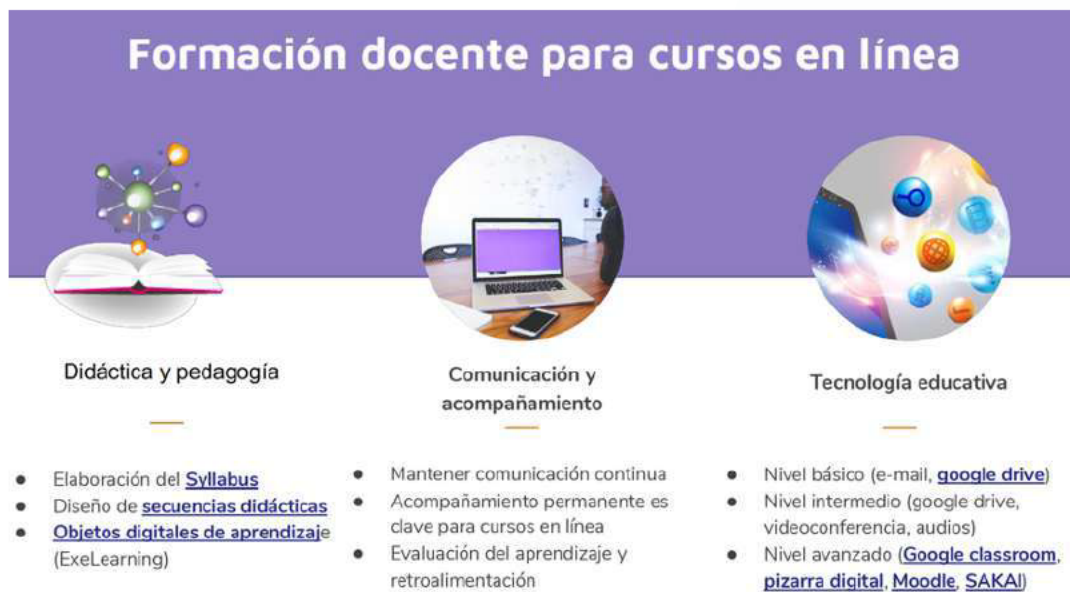 Formación docente para cursos en línea
Didáctica y pedagogía
Elaboración del Syllabus
Diseño de secuencias didácticas
Objetos digitales de aprendizaje
(ExeLearning)
Comunicación y
acompañamiento
Mantener comunicación continua
Acompañamiento permanente es
clave para cursos en línea
Evaluación del aprendizaje y
retroalimentación
Tecnología educativa
Nivel básico (e-mail, google drive)
Nivel intermedio (google drive,
videoconferencia, audios)
Nivel avanzado (Google classroom,
pizarra digital, Moodle, SAKAI)